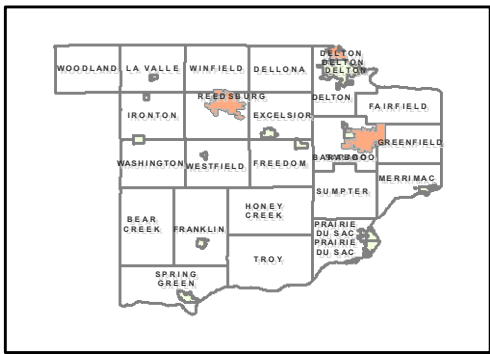 WOODLAND LA VALLE WINFIELD DELLONA DELTON
DELTON
DELTON
DELTON
REEDSBURG
FAIRFIELD
IRONTON EXCELSIOR
GREENFIELD
WASHINGTON WESTFIELD FREEDOM BARABOO
MERRIMAC
SUMPTER
BEAR
CREEK
FRANKLIN
HONEY
CREEK
PRAIRIE
DU SAC
PRAIRIE
DU SAC
TROY
SPRING
GREEN